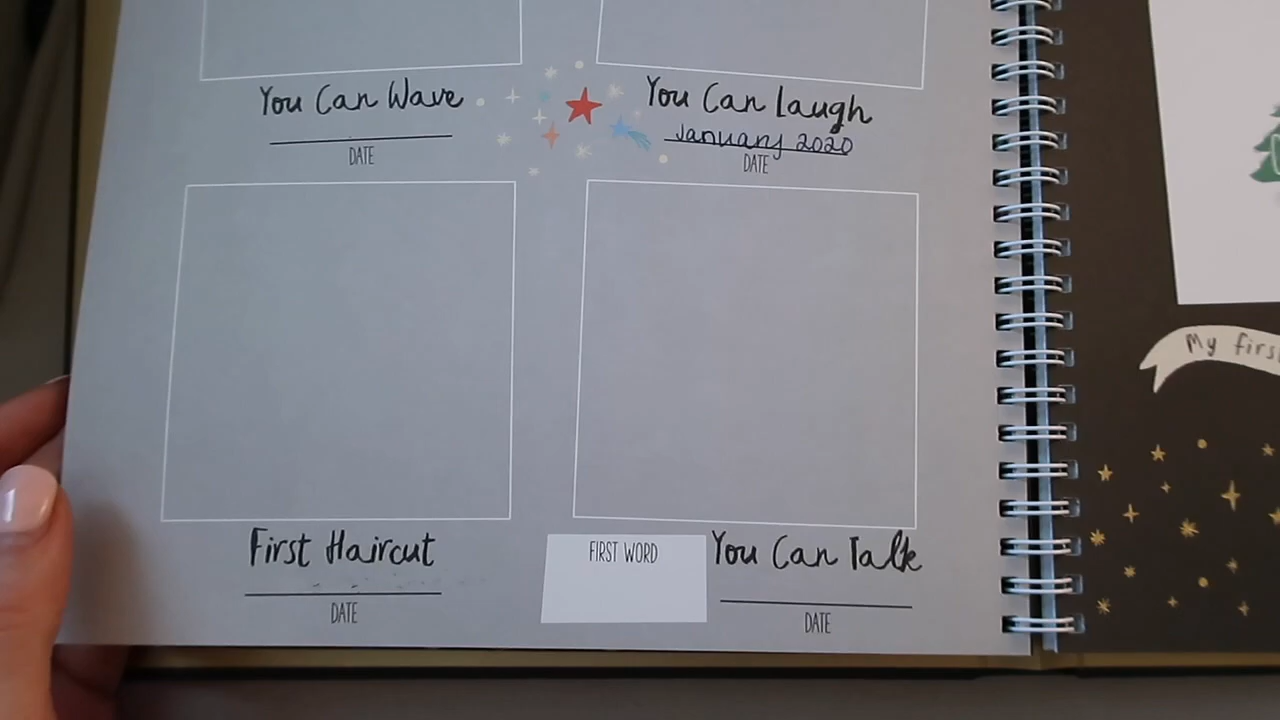 You Can Wave
DATE
You Can Laugh
January 2020
DATE
First Haircut
DATE
FIRST WORD
You Can Talk
DATE
My